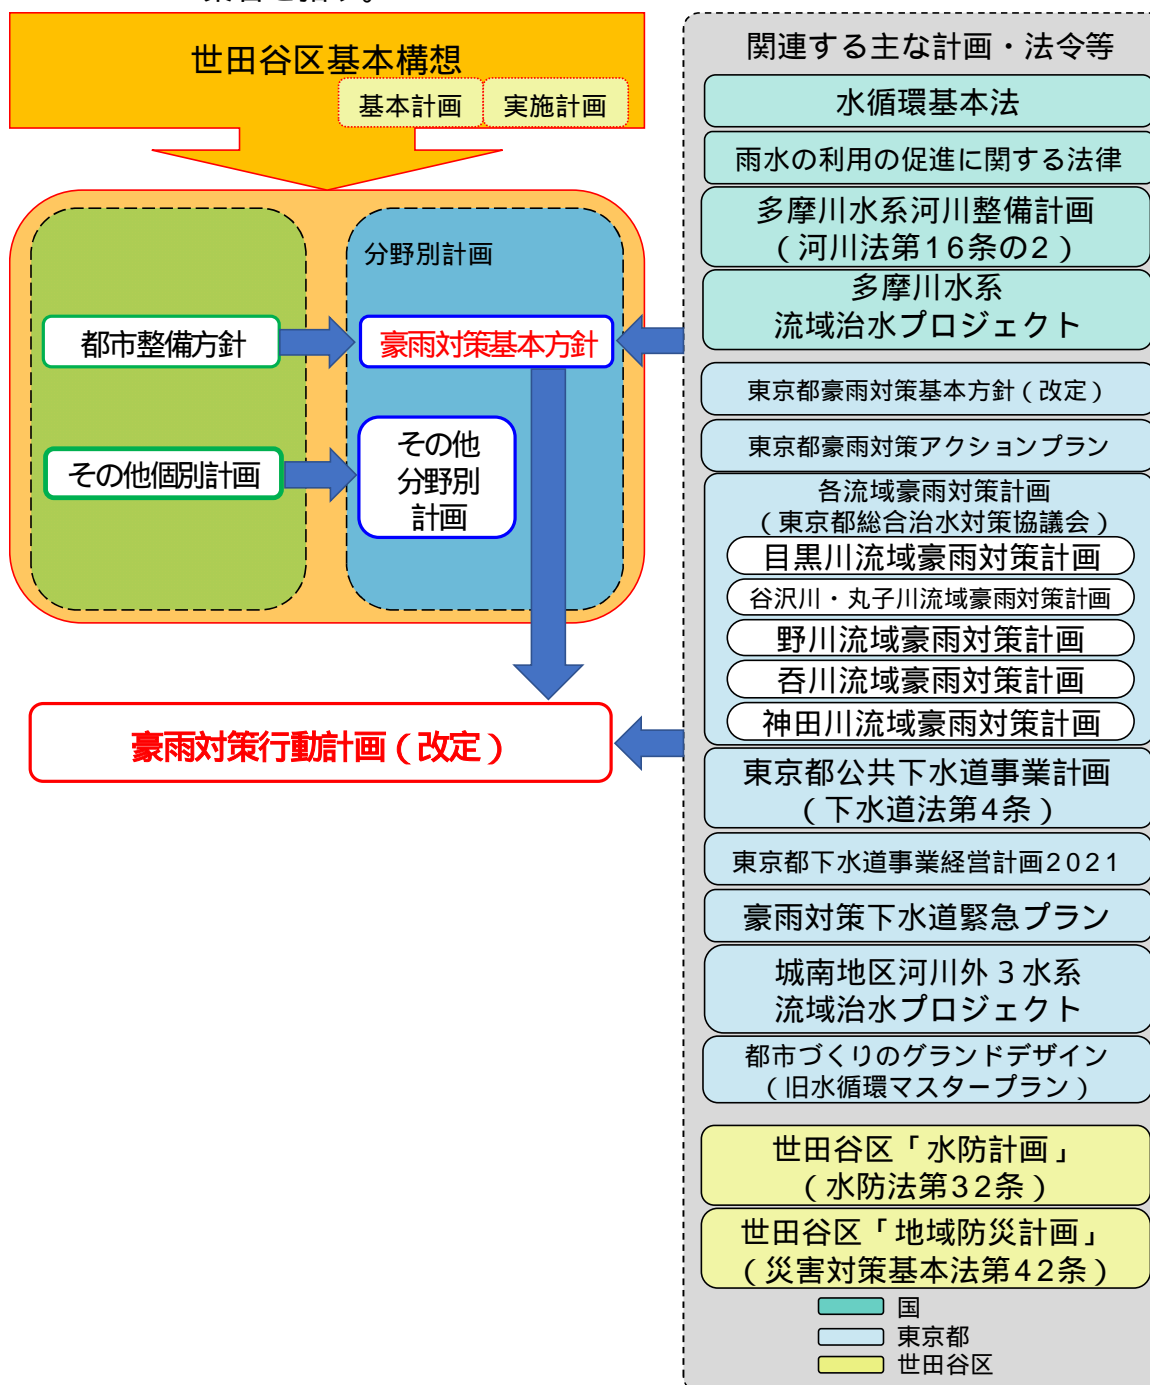 世田谷区基本構想
基本計画
実施計画
分野別計画
都市整備方針
豪雨対策基本方針
その他個別計画
その他
分野別
計画
豪雨対策行動計画（改定）
関連する主な計画・法令等
水循環基本法
雨水の利用の促進に関する法律
多摩川水系河川整備計画
（河川法第16条の2）
多摩川水系
流域治水プロジェクト
東京都豪雨対策基本方針（改定）
東京都豪雨対策アクションプラン
各流域豪雨対策計画
（東京都総合治水対策協議会）
目黒川流域豪雨対策計画
谷沢川・丸子川流域豪雨対策計画
野川流域豪雨対策計画
呑川流域豪雨対策計画
神田川流域豪雨対策計画
東京都公共下水道事業計画
（下水道法第4条）
東京都下水道事業経営計画2021
豪雨対策下水道緊急プラン
城南地区河川外３水系
流域治水プロジェクト
都市づくりのグランドデザイン
（旧水循環マスタープラン）
世田谷区「水防計画」
（水防法第32条）
世田谷区「地域防災計画」
（災害対策基本法第42条）
国
東京都
世田谷区